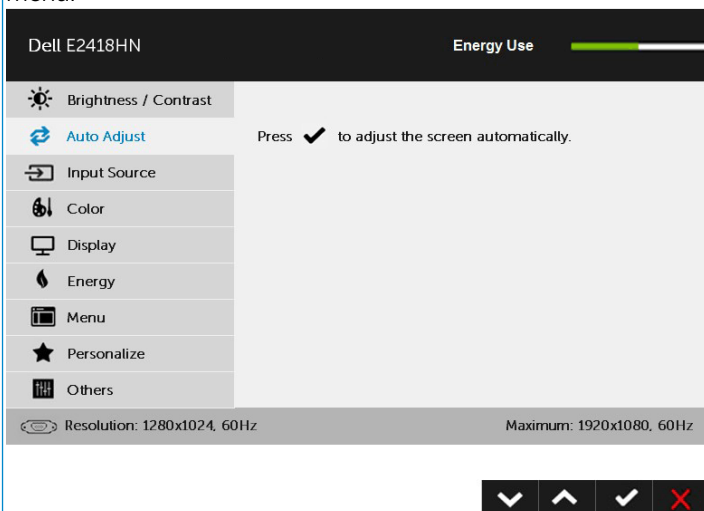 Dell E2418HN
Energy Use
Brightness / Contrast
Auto Adjust
Press ✔ to adjust the screen automatically.
Input Source
Color
Display
Energy
Menu
Personalize
Others
Resolution: 1280x1024, 60Hz
Maximum: 1920x1080, 60Hz